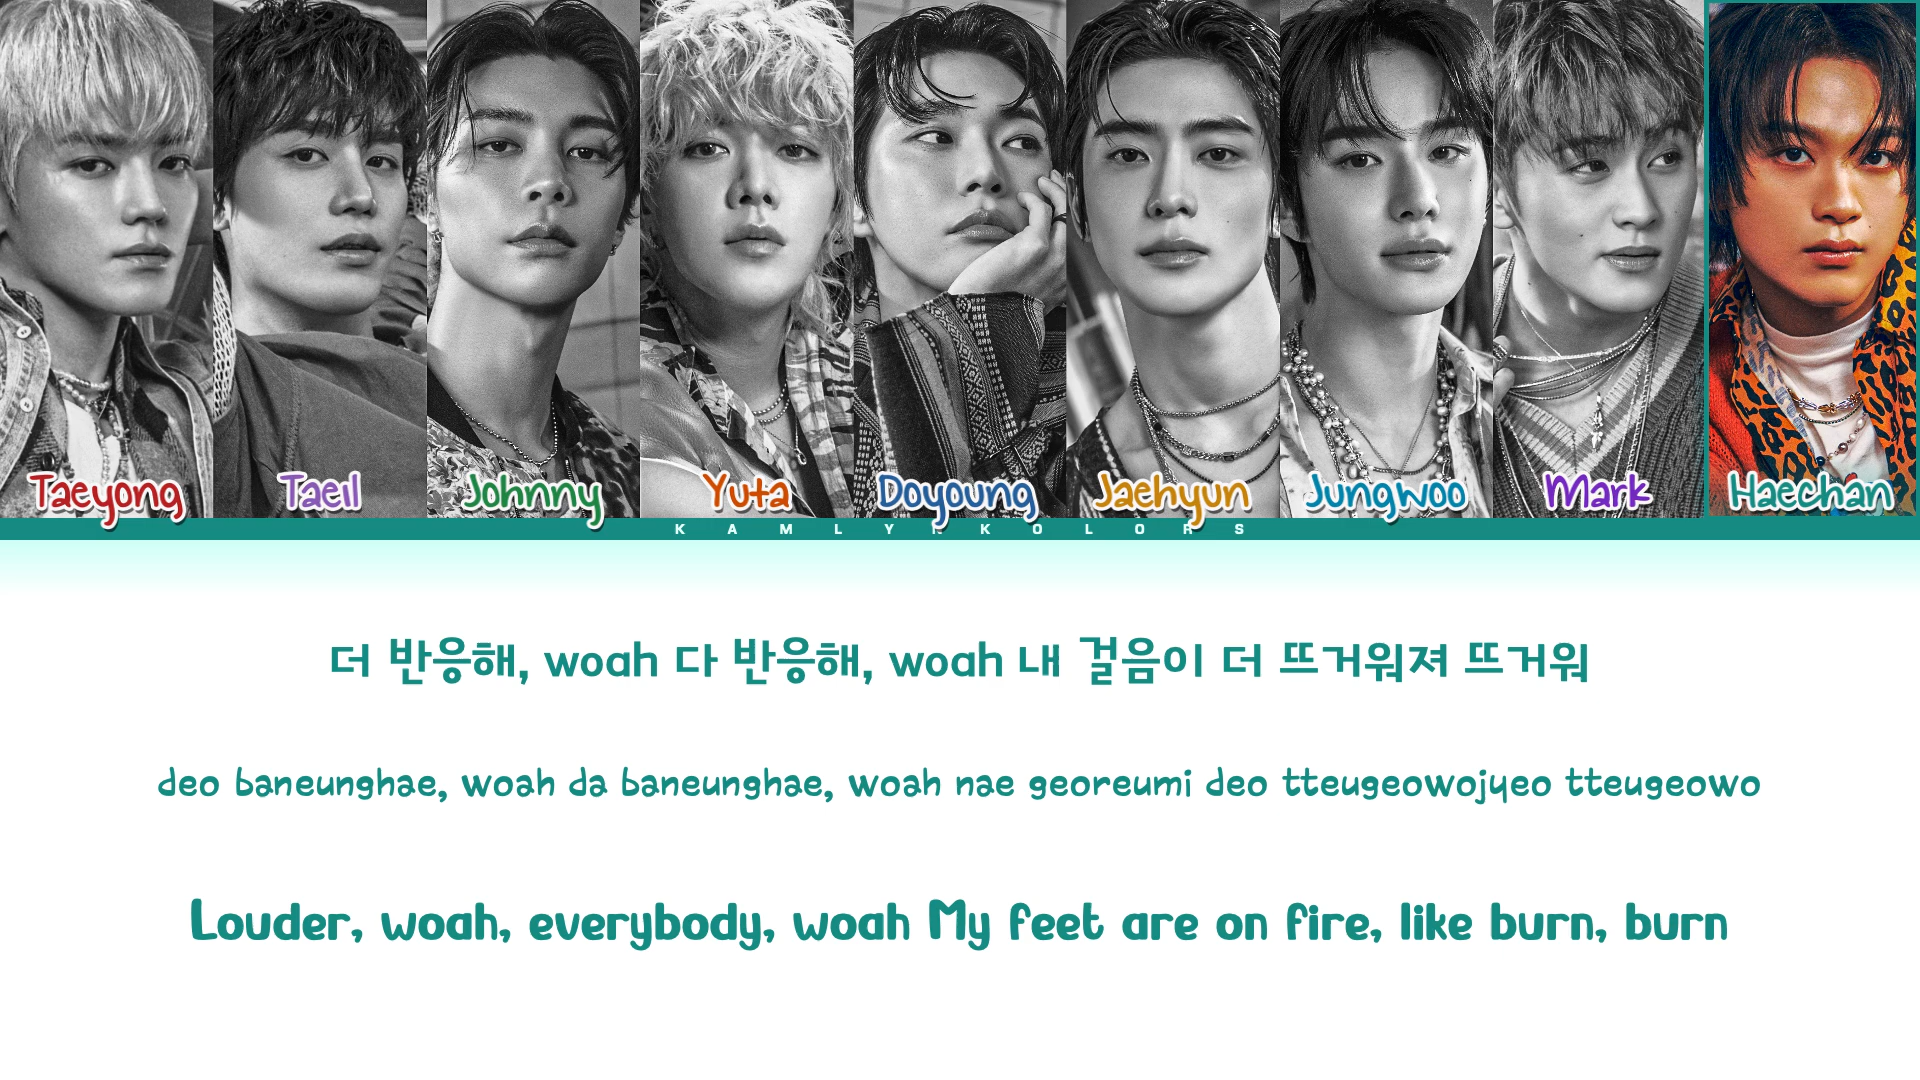 Taeyong Taeil Johnny Yuta Doyoung Jaehyun Jungwoo Mark Haechan
KAMLYKOLORS
더 반응해, woah 다 반응해, woah 내 걸음이 더 뜨거워져 뜨거워
deo baneunghae, woah da baneunghae, woah nae georeumi deo tteugeowojyeo tteugeowo
Louder, woah, everybody, woah My feet are on fire, like burn, burn